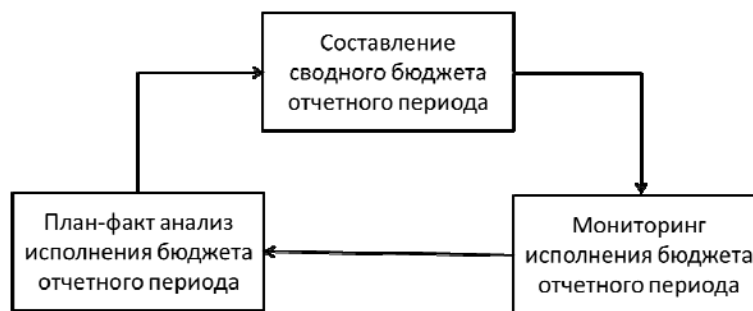 Составление
сводного бюджета
отчетного периода
План-факт анализ
исполнения бюджета
отчетного периода
Мониторинг
исполнения бюджета
отчетного периода